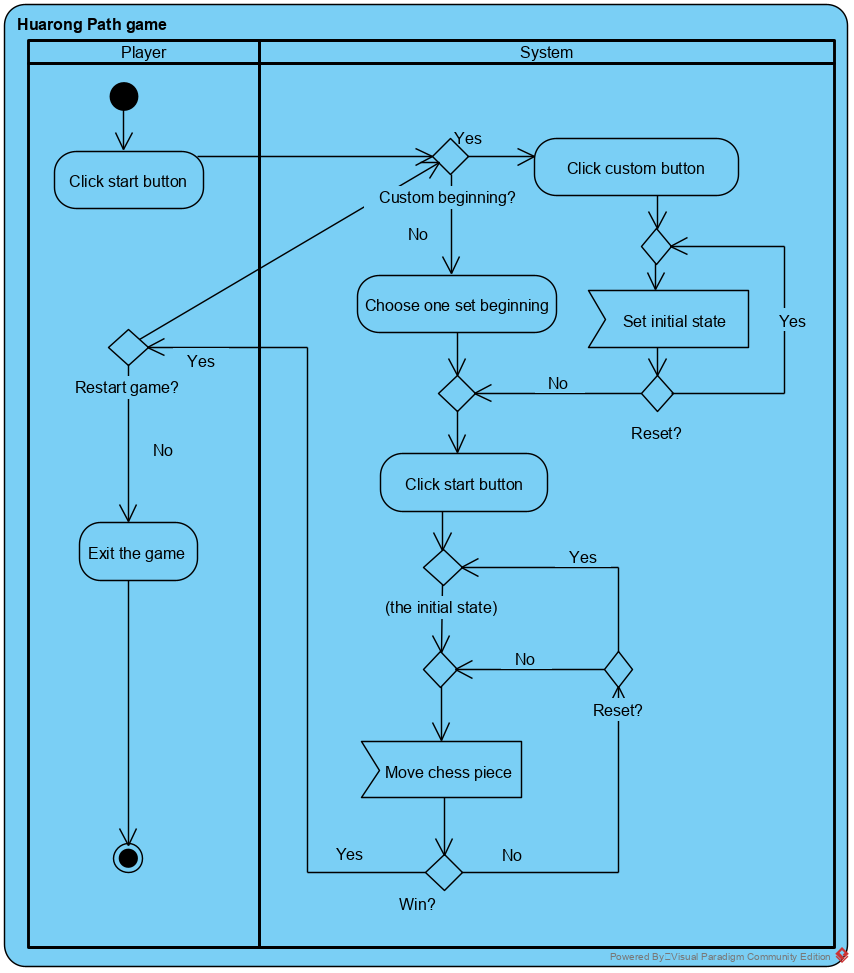 Huarong Path game
Player
System
Yes
Click start button
Click custom button
Custom beginning?
No
Choose one set beginning
Set initial state
Yes
Yes
Restart game?
No
Reset?
No
Click start button
Exit the game
Yes
(the initial state)
No
Reset?
Move chess piece
Yes
No
Win?
Powered By Visual Paradigm Community Edition